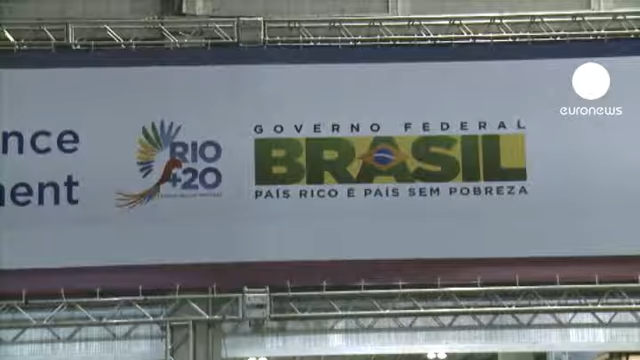 euronews
nce
ment
RIO
+20
GOVERNO FEDERAL
BRASIL
PAÍS RICO É PAÍS SEM POBREZA